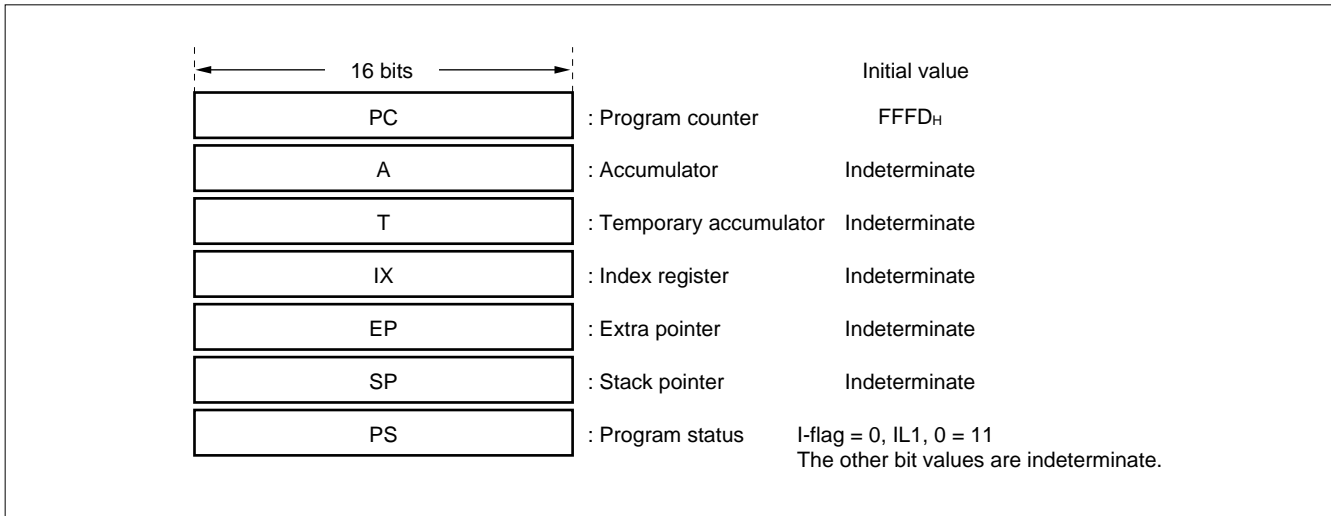 16 bits Initial value
PC : Program counter FFFDH
A : Accumulator Indeterminate
T : Temporary accumulator Indeterminate
IX : Index register Indeterminate
EP : Extra pointer Indeterminate
SP : Stack pointer Indeterminate
PS : Program status I-flag = 0, IL1, 0 = 11
The other bit values are indeterminate.